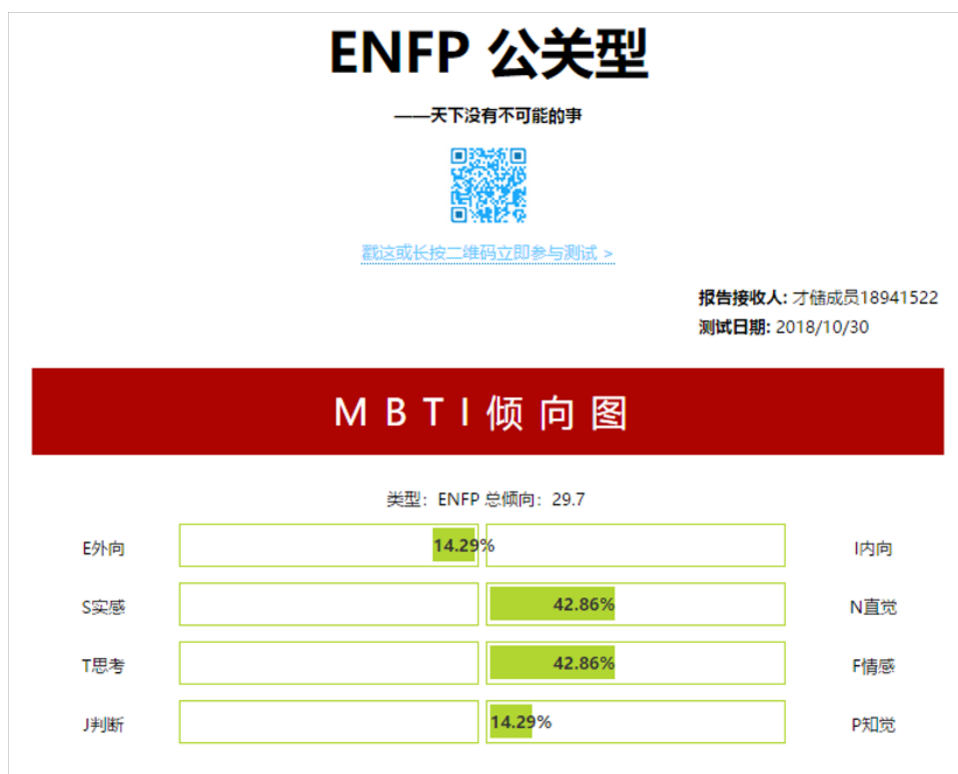 ENFP 公关型
——天下没有不可能的事
戳这或长按二维码立即参与测试 >
报告接收人: 才储成员18941522
测试日期: 2018/10/30
MBTI倾向图
类型：ENFP 总倾向：29.7
E外向 14.29% I内向
S实感 42.86% N直觉
T思考 42.86% F情感
J判断 14.29% P知觉